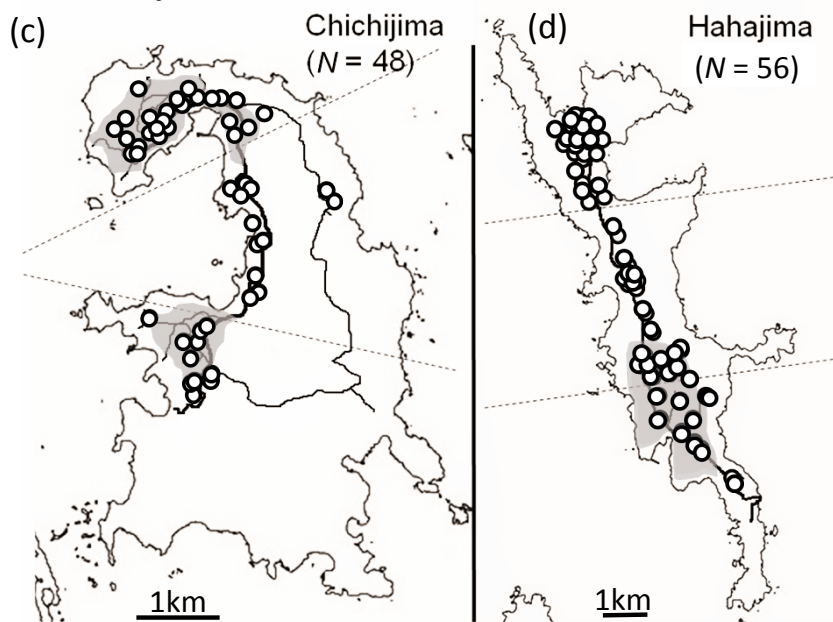 (c)
Chichijima
(N = 48)
1km
(d)
Hahajima
(N = 56)
1km